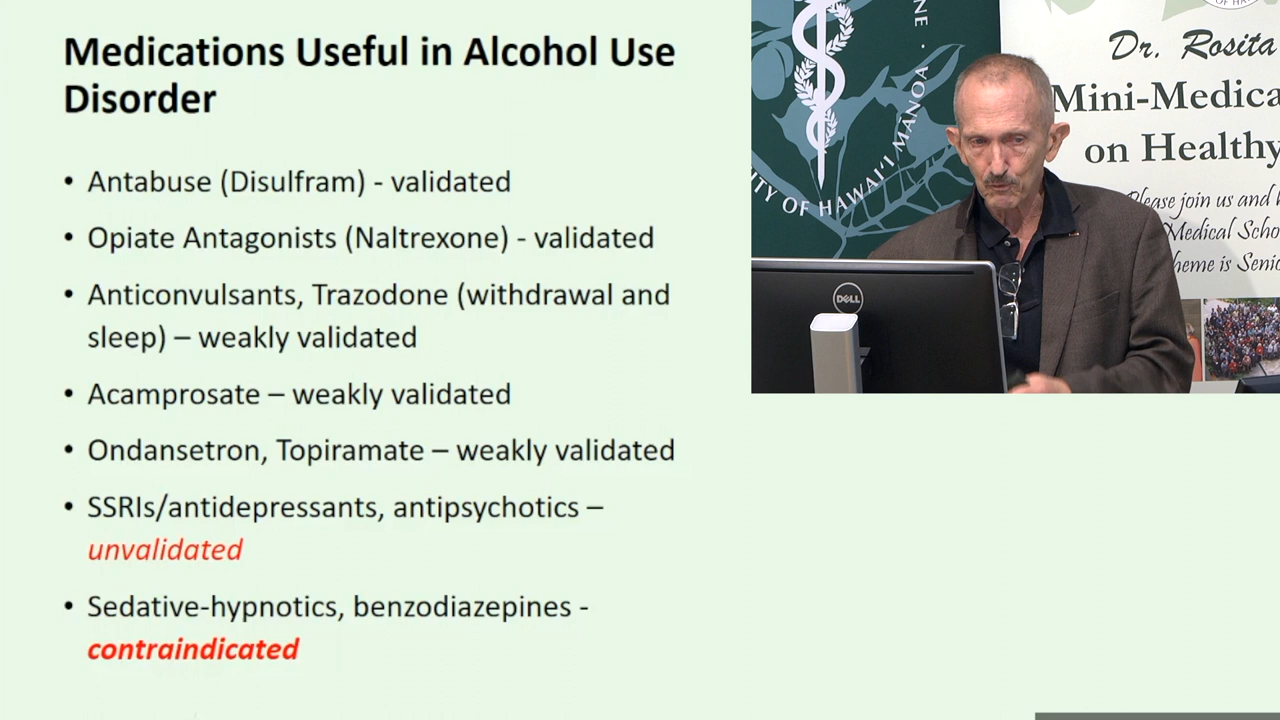 Medications Useful in Alcohol Use
Disorder
• Antabuse (Disulfram) - validated
• Opiate Antagonists (Naltrexone) - validated
• Anticonvulsants, Trazodone (withdrawal and
sleep) – weakly validated
• Acamprosate – weakly validated
• Ondansetron, Topiramate – weakly validated
• SSRIs/antidepressants, antipsychotics –
unvalidated
• Sedative-hypnotics, benzodiazepines -
contraindicated
OF HAWAI'I MANOA ·
DELL
Dr. Rosita
Mini-Medica
on Healthy
Please join us and
Medical Scho
heme is Senio